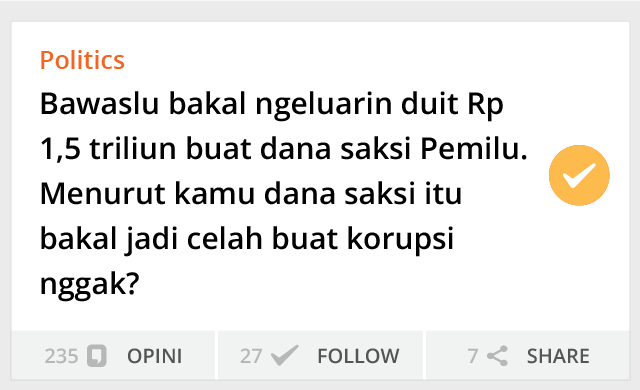 Politics
Bawaslu bakal ngeluarin duit Rp
1,5 triliun buat dana saksi Pemilu.
Menurut kamu dana saksi itu
bakal jadi celah buat korupsi
nggak?
235 OPINI 27 FOLLOW 7 SHARE